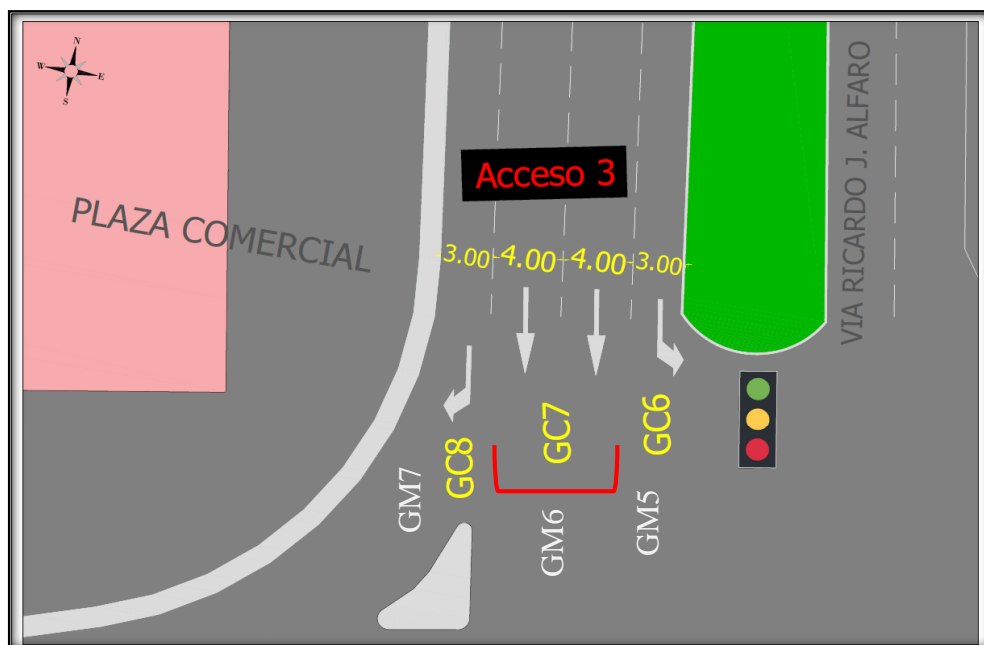 N
W
E
S
Acceso 3
PLAZA COMERCIAL
VIA RICARDO J. ALFARO
3.00
4.00
4.00
3.00
GC8
GC7
GC6
GM7
GM6
GM5